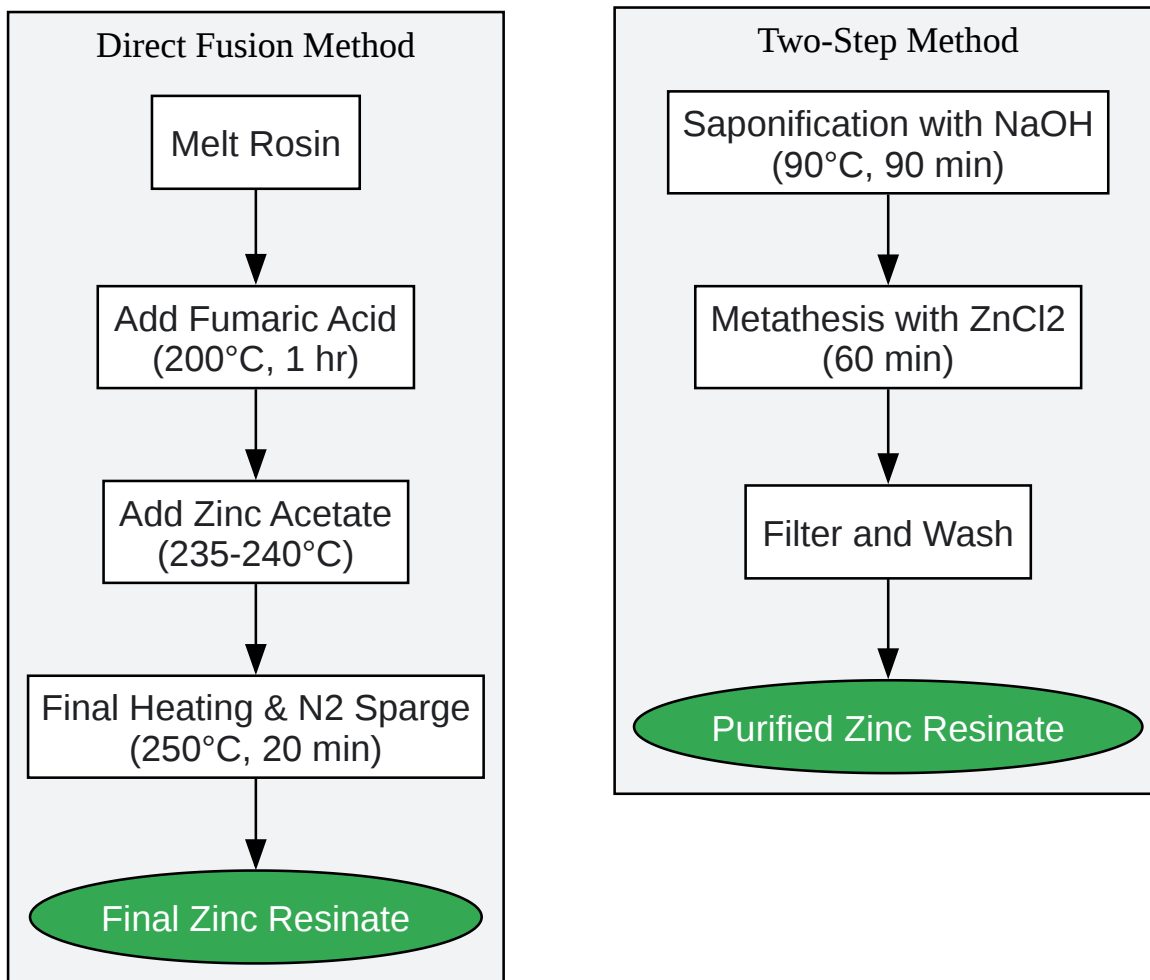 Direct Fusion Method
Melt Rosin
Add Fumaric Acid
(200°C, 1 hr)
Add Zinc Acetate
(235-240°C)
Final Heating & N2 Sparge
(250°C, 20 min)
Final Zinc Resinate
Two-Step Method
Saponification with NaOH
(90°C, 90 min)
Metathesis with ZnCl2
(60 min)
Filter and Wash
Purified Zinc Resinate